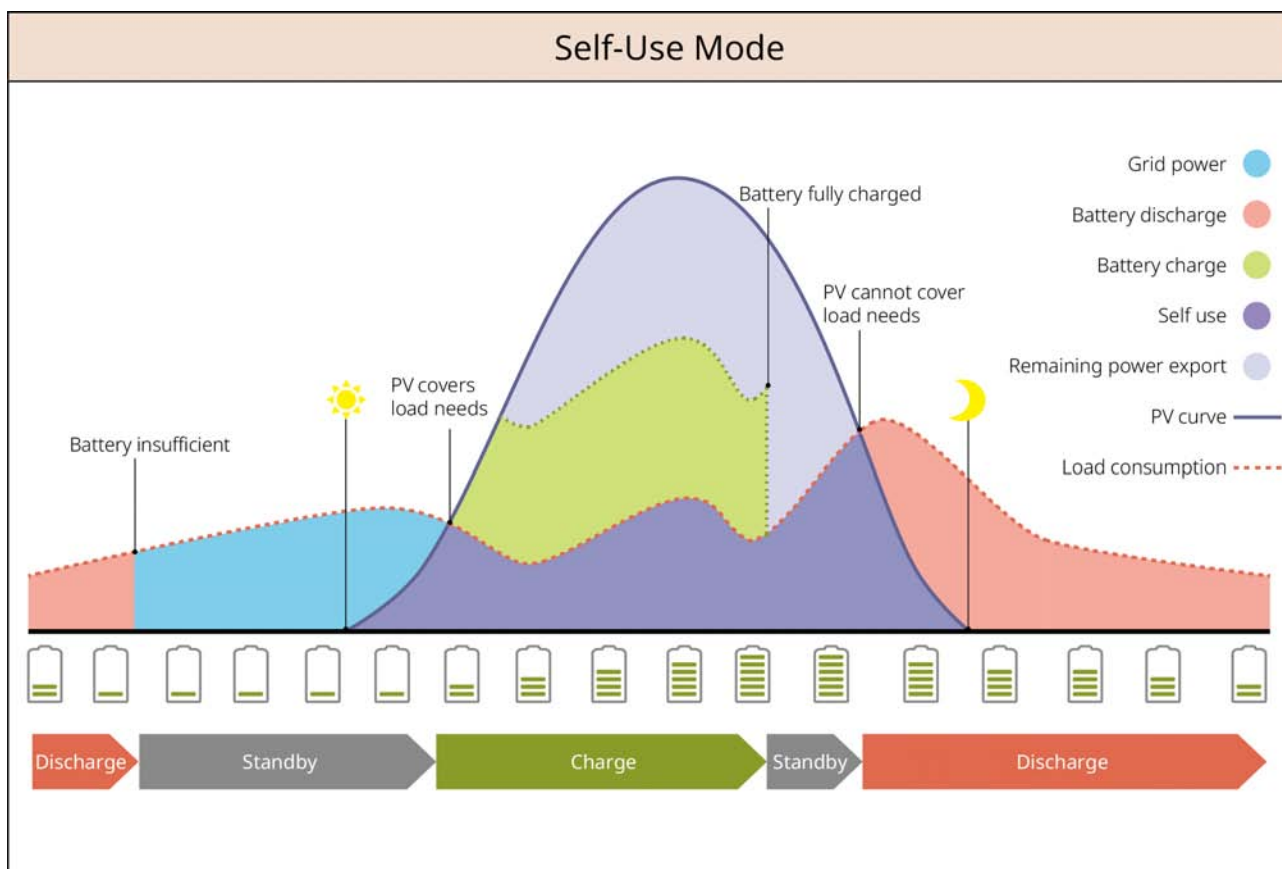 Self-Use Mode
Grid power
Battery discharge
Battery charge
Self use
Remaining power export
PV curve
Load consumption
Battery fully charged
PV cannot cover
load needs
PV covers
load needs
Battery insufficient
Discharge
Standby
Charge
Standby
Discharge